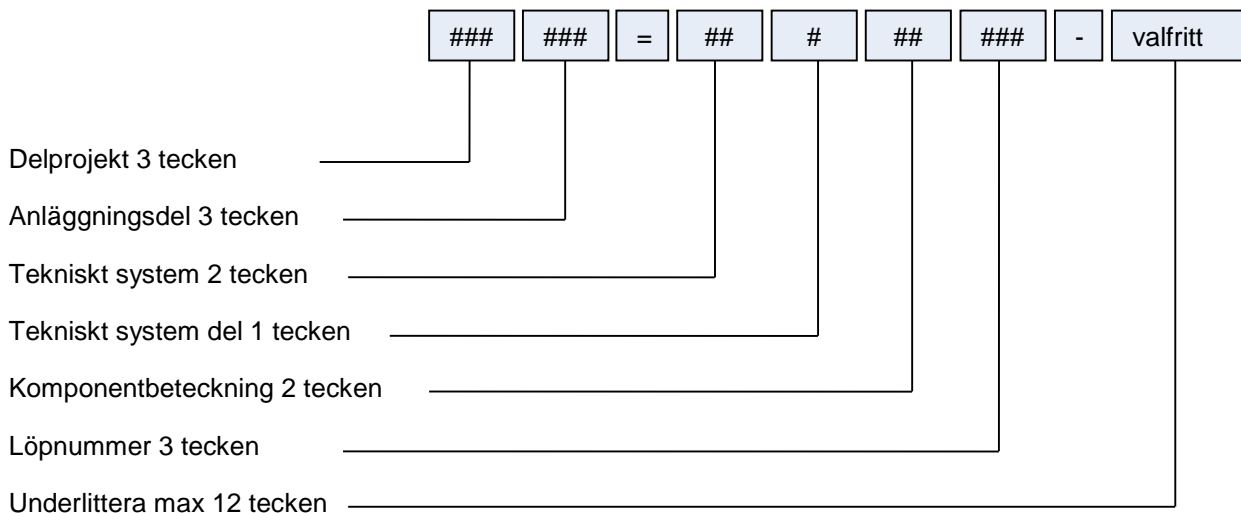 ### ### = ## # ## ### - valfritt
Delprojekt 3 tecken
Anläggningsdel 3 tecken
Tekniskt system 2 tecken
Tekniskt system del 1 tecken
Komponentbeteckning 2 tecken
Löpnummer 3 tecken
Underlittera max 12 tecken